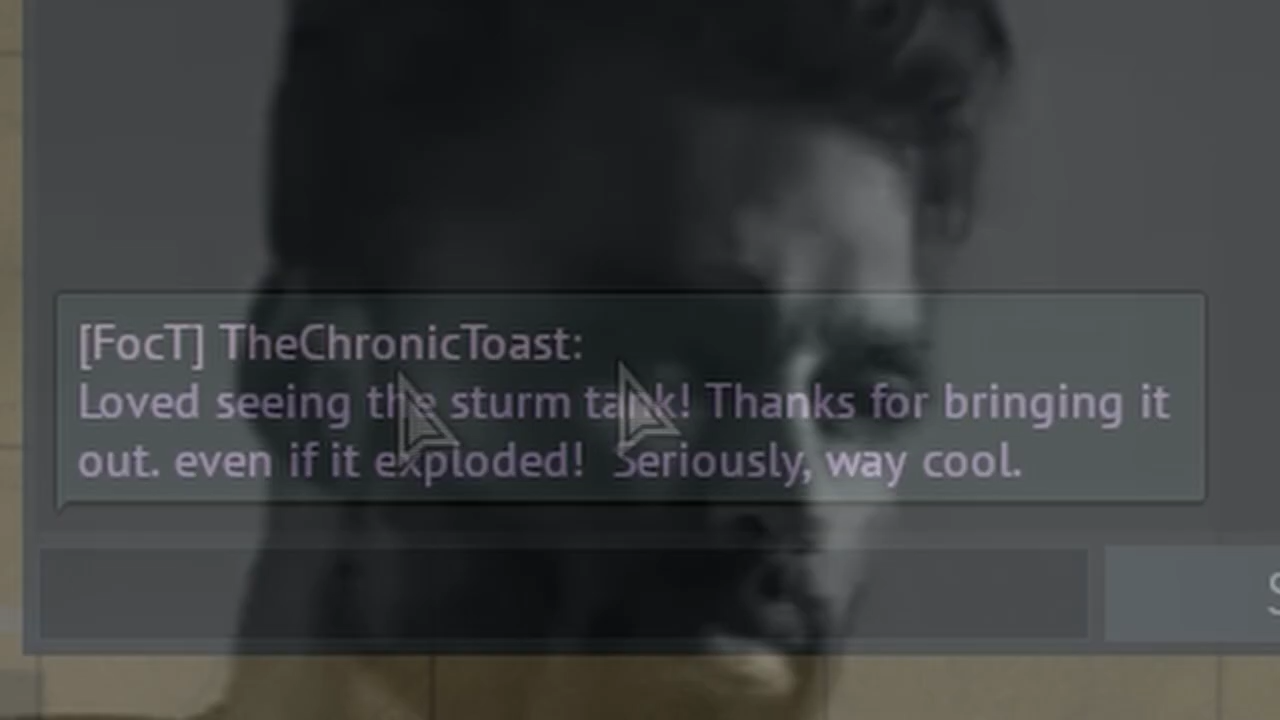 [FocT] TheChronicToast:
Loved seeing the sturm tank! Thanks for bringing it
out. even if it exploded!  Seriously, way cool.
S